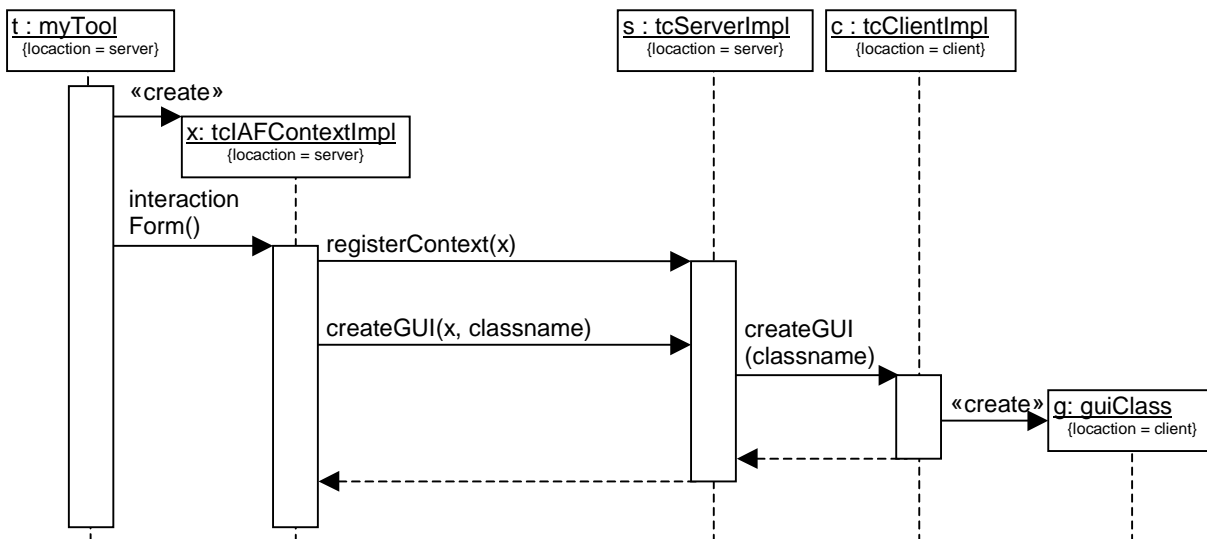 t : myTool
{locaction = server}
s : tcServerImpl
{locaction = server}
c : tcClientImpl
{locaction = client}
«create»
x: tcIAFContextImpl
{locaction = server}
interaction
Form()
registerContext(x)
createGUI(x, classname)
createGUI
(classname)
«create»
g: guiClass
{locaction = client}